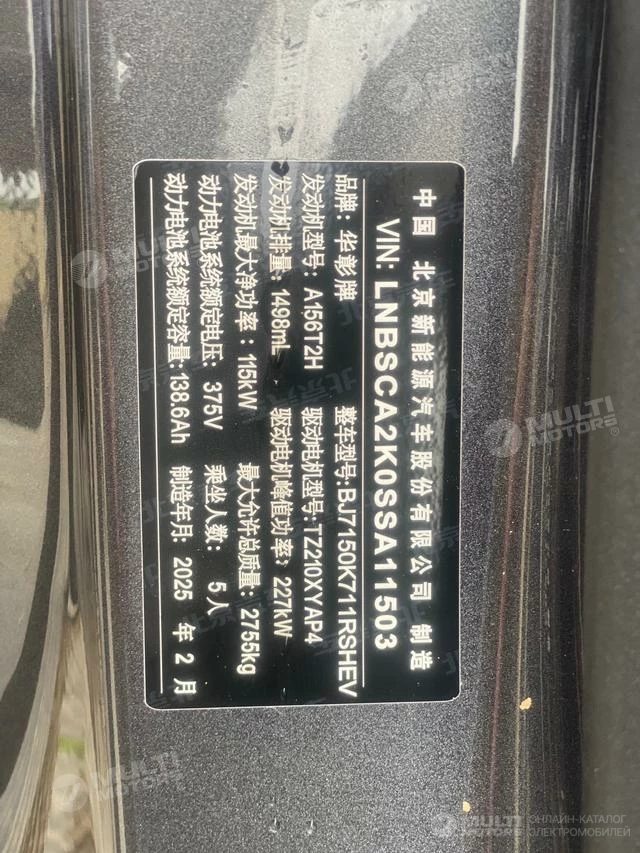 中国 北京新能源汽车股份有限公司 制造
VIN: LNBSCA2K0SSA11503
品牌: 华彰牌 整车型号: BJ7150K711RSHEV
发动机型号: A156T2H 驱动电机型号: TZ210XYAP4
发动机排量: 1498mL 驱动电机峰值功率: 227kW
发动机最大净功率: 115kW 最大允许总质量: 2755kg
动力电池系统额定电压: 375V 乘坐人数: 5人
动力电池系统额定容量: 138.6Ah 制造年月: 2025 年 2 月
MULTI MOTORS
MULTI MOTORS
MULTI MOTORS
MULTI MOTORS
MULTI MOTORS ОНЛАЙН-КАТАЛОГ ЭЛЕКТРОМОБИЛЕЙ